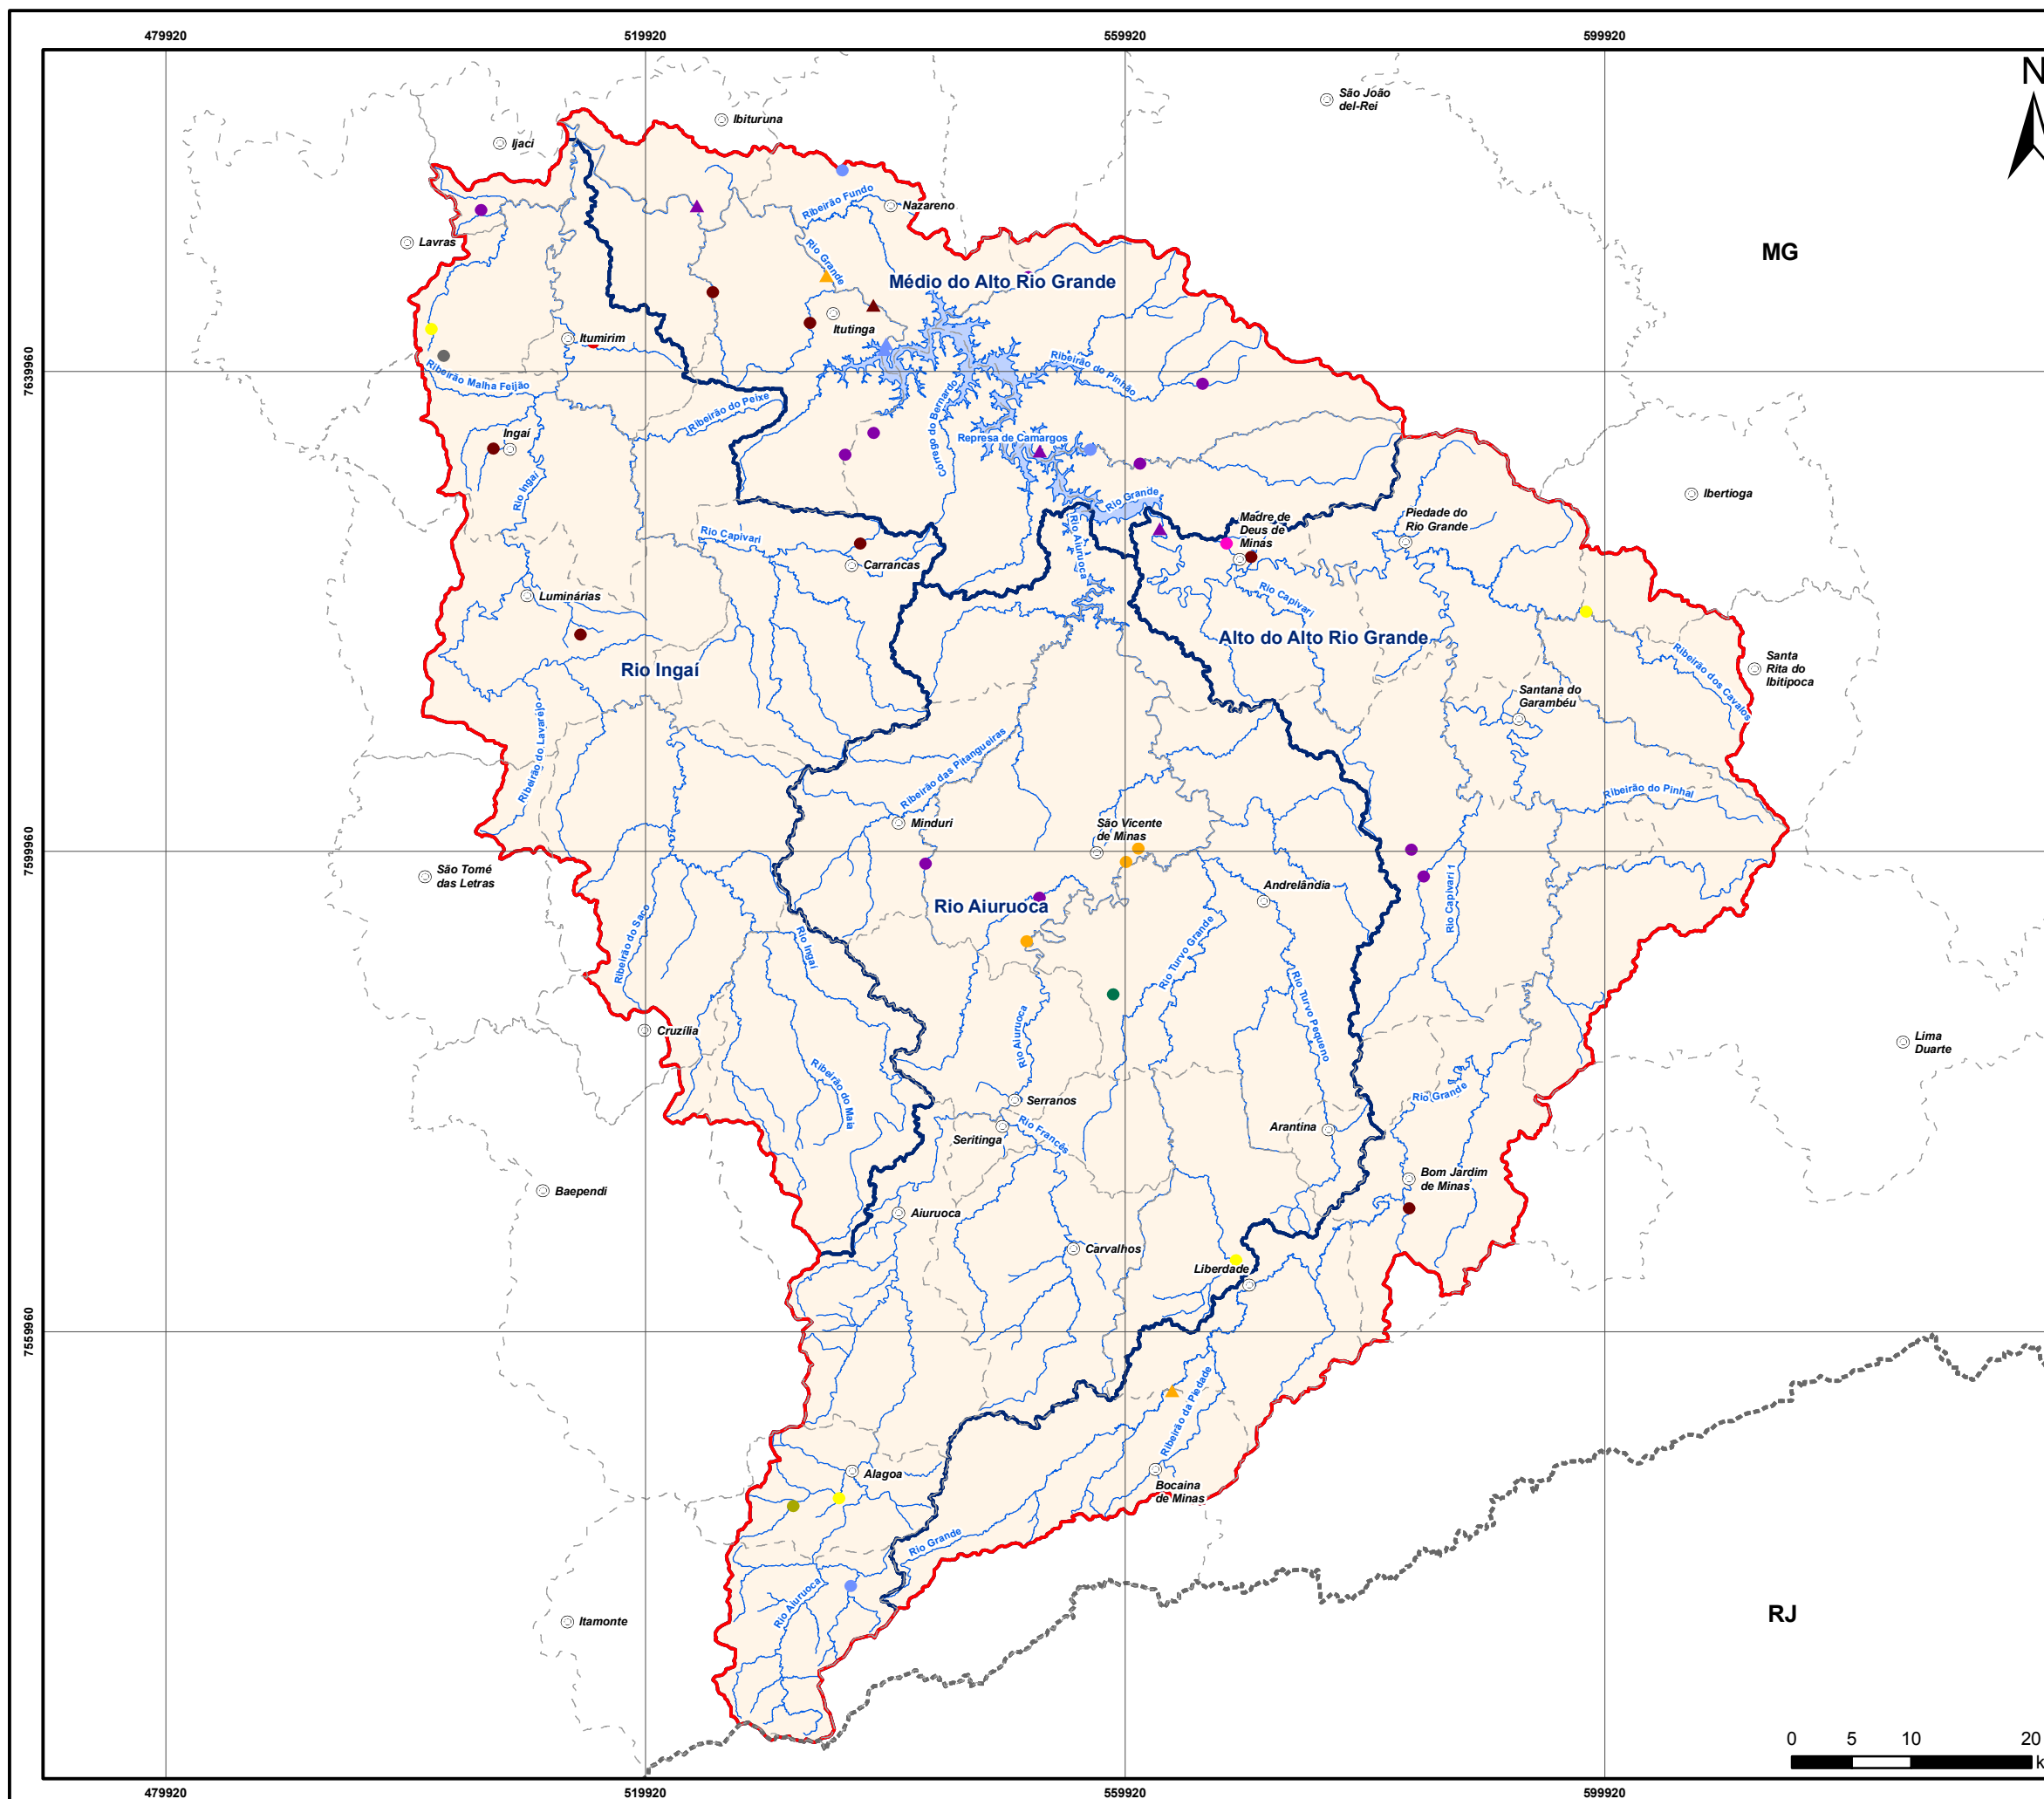 479920
519920
559920
599920
N
São João
del-Rei
Ibituruna
Ijaci
Ribeirão Fundo
Nazareno
Lavras
Rio Grande
MG
Médio do Alto Rio Grande
Itutinga
Itumirim
7639960
Ribeirão Malha Feijão
Ribeirão do Pinhão
Ribeirão do Peixe
Córrego do Bernardo
Ingaí
Represa de Camargos
Rio Ingaí
Rio Grande
Ibertioga
Madre de
Deus de
Minas
Piedade do
Rio Grande
Rio Capivari
Rio Aiuruoca
Carrancas
Luminárias
Rio Capivari
Alto do Alto Rio Grande
Rio Ingaí
Ribeirão dos Cavalos
Santa
Rita do
Ibitipoca
Santana do
Garambéu
Ribeirão do Lavarejo
Ribeirão das Pitangueiras
Ribeirão do Pinhal
Minduri
São Vicente
de Minas
7599960
São Tomé
das Letras
Andrelândia
Rio Capivari 1
Rio Aiuruoca
Ribeirão do Saco
Rio Ingaí
Rio Turvo Grande
Rio Turvo Pequeno
Cruzília
Rio Aiuruoca
Lima
Duarte
Ribeirão do Maia
Serranos
Rio Grande
Seritinga
Rio Francês
Arantina
Baependi
Bom Jardim
de Minas
Aiuruoca
Carvalhos
Liberdade
7559960
Ribeirão da Piedade
Alagoa
Bocaina
de Minas
Rio Grande
Rio Aiuruoca
Itamonte
RJ
0 5 10 20
479920
519920
559920
599920